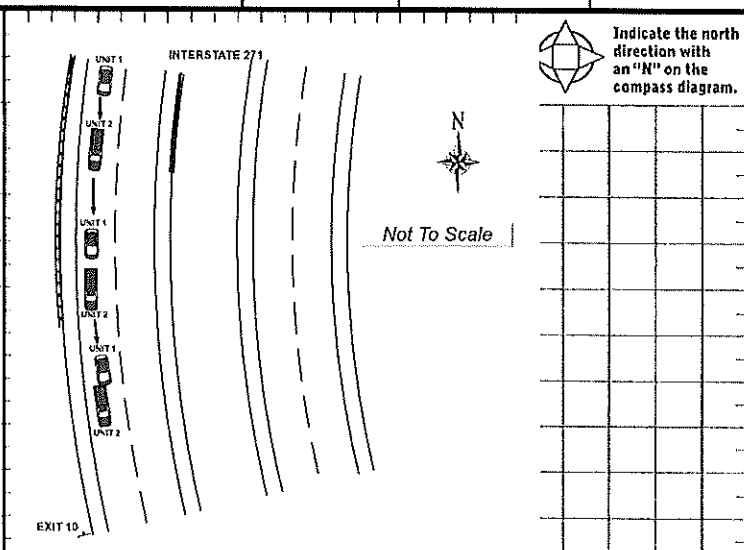 UNIT 1
INTERSTATE 271
Indicate the north
direction with
an "N" on the
compass diagram.
UNIT 2
N
UNIT 1
Not To Scale
UNIT 2
UNIT 1
UNIT 2
EXIT 10